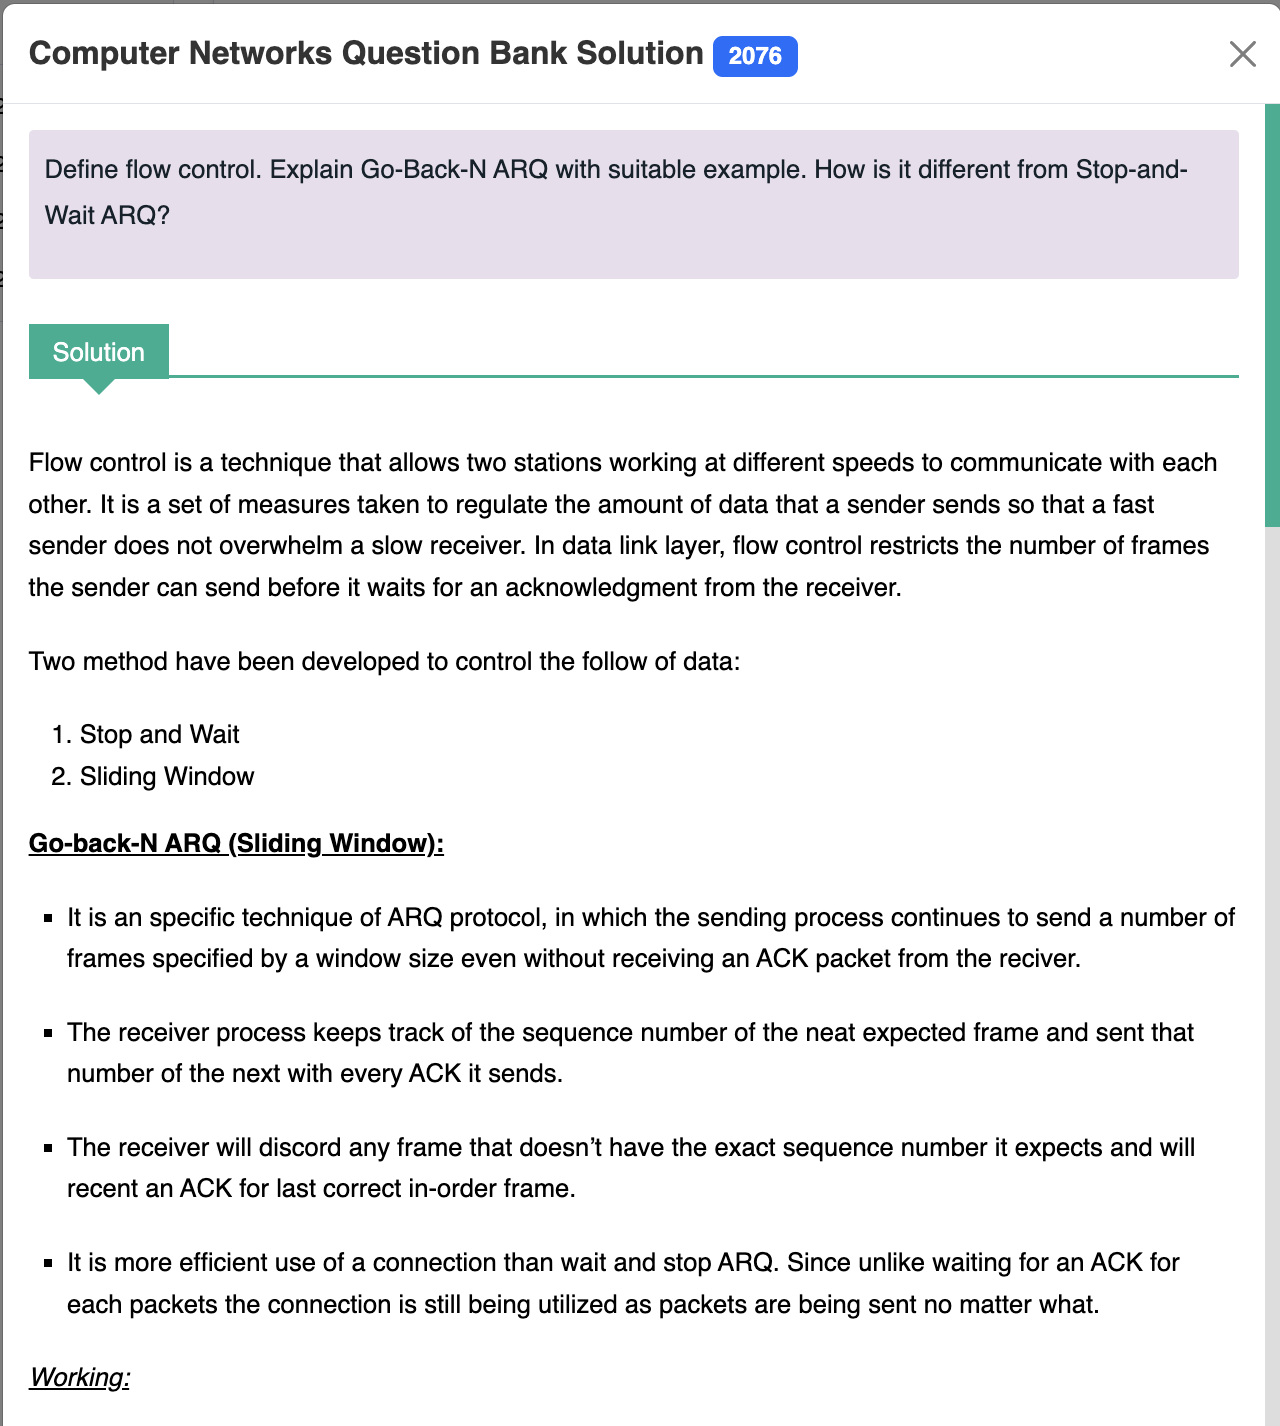 Computer Networks Question Bank Solution 2076
Define flow control. Explain Go-Back-N ARQ with suitable example. How is it different from Stop-and-
Wait ARQ?
Solution
Flow control is a technique that allows two stations working at different speeds to communicate with each
other. It is a set of measures taken to regulate the amount of data that a sender sends so that a fast
sender does not overwhelm a slow receiver. In data link layer, flow control restricts the number of frames
the sender can send before it waits for an acknowledgment from the receiver.
Two method have been developed to control the follow of data:
1. Stop and Wait
2. Sliding Window
Go-back-N ARQ (Sliding Window):
▪ It is an specific technique of ARQ protocol, in which the sending process continues to send a number of
frames specified by a window size even without receiving an ACK packet from the reciver.
▪ The receiver process keeps track of the sequence number of the neat expected frame and sent that
number of the next with every ACK it sends.
▪ The receiver will discord any frame that doesn’t have the exact sequence number it expects and will
recent an ACK for last correct in-order frame.
▪ It is more efficient use of a connection than wait and stop ARQ. Since unlike waiting for an ACK for
each packets the connection is still being utilized as packets are being sent no matter what.
Working: